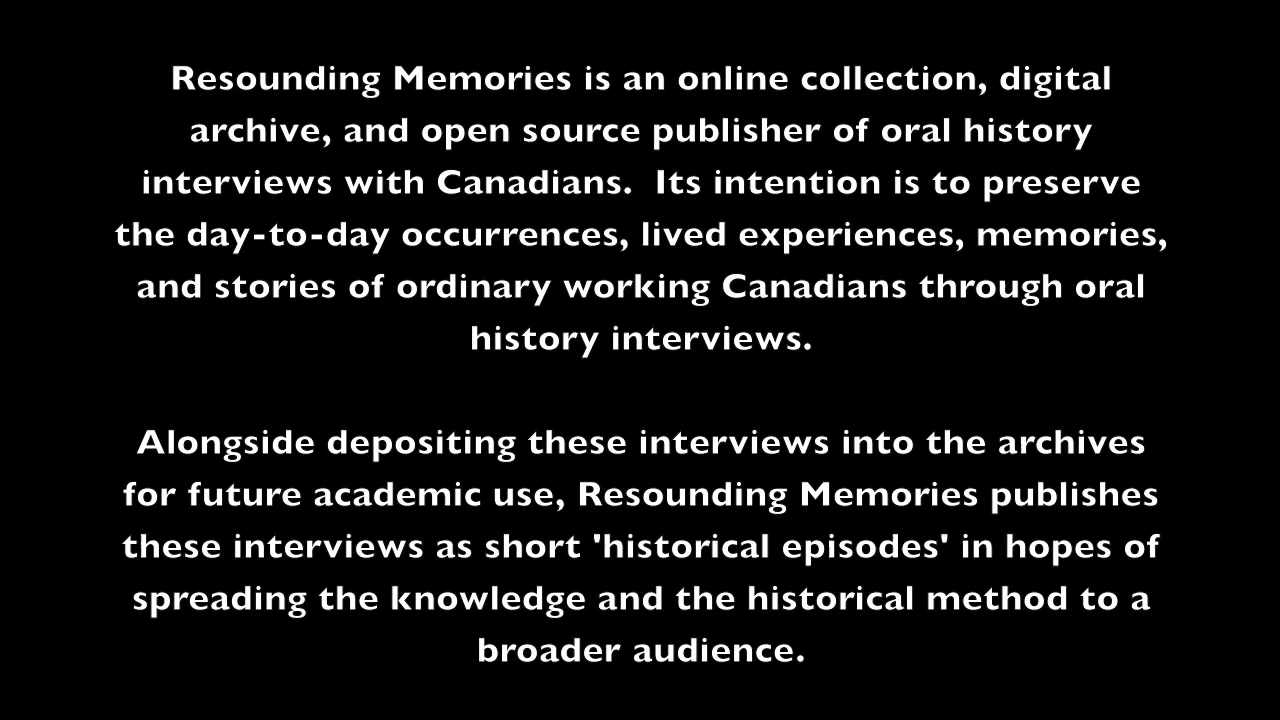 Resounding Memories is an online collection, digital
archive, and open source publisher of oral history
interviews with Canadians.  Its intention is to preserve
the day-to-day occurrences, lived experiences, memories,
and stories of ordinary working Canadians through oral
history interviews.
Alongside depositing these interviews into the archives
for future academic use, Resounding Memories publishes
these interviews as short 'historical episodes' in hopes of
spreading the knowledge and the historical method to a
broader audience.